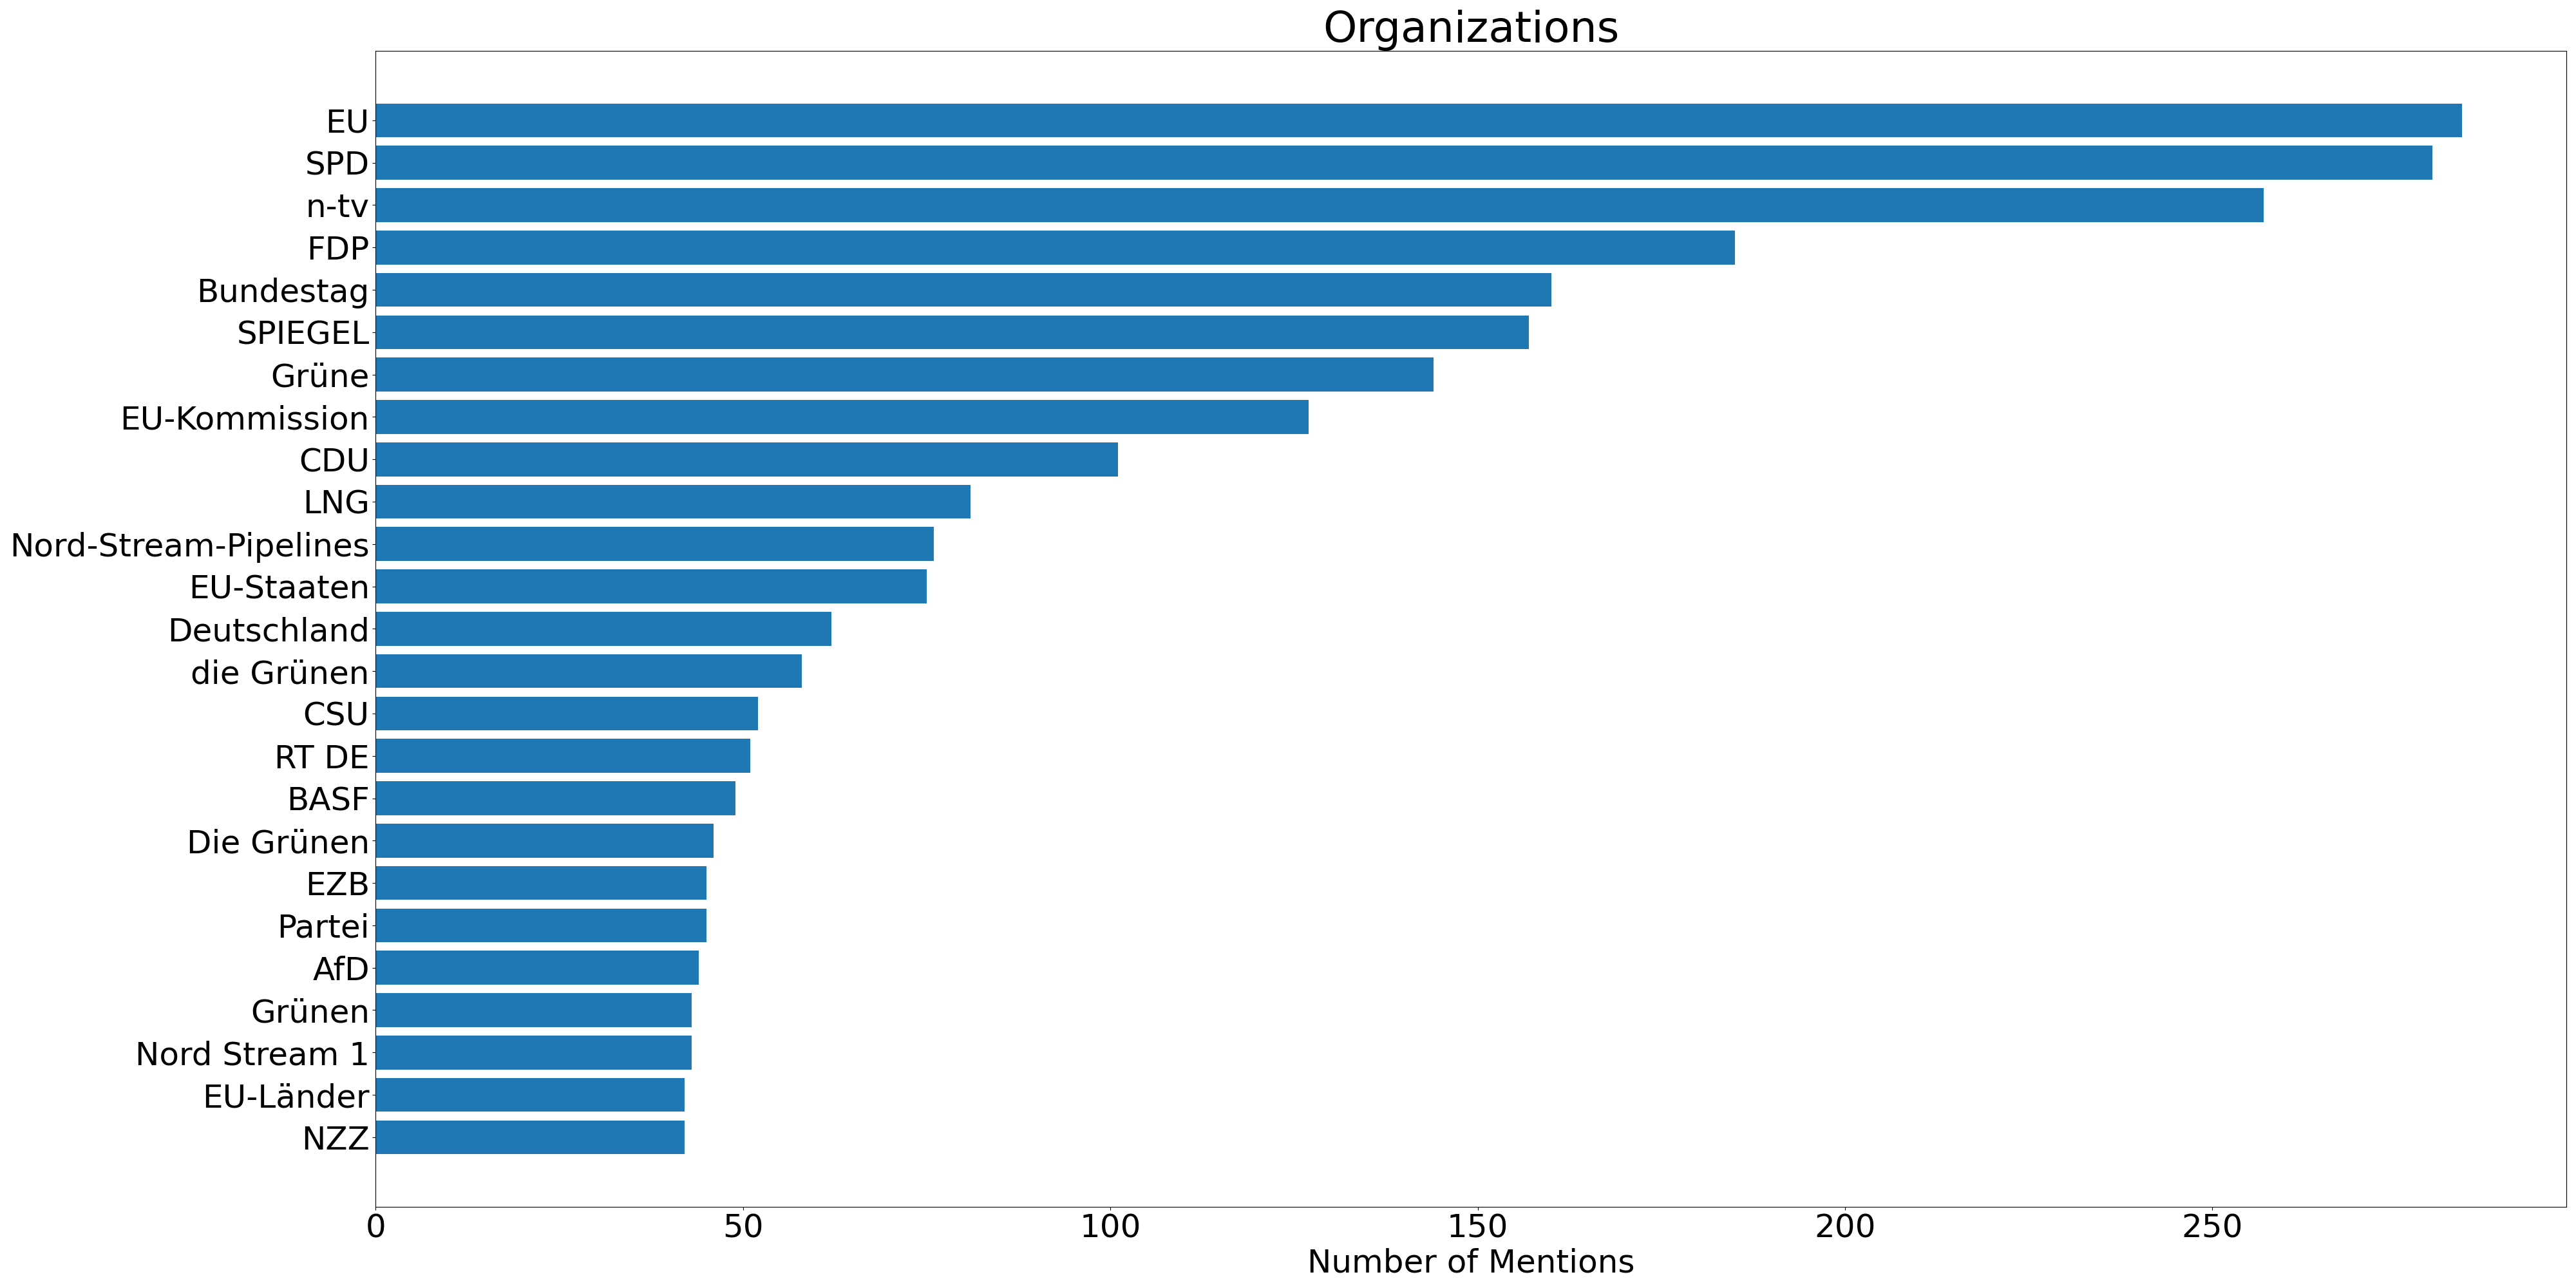 Organizations
EU
SPD
n-tv
FDP
Bundestag
SPIEGEL
Grüne
EU-Kommission
CDU
LNG
Nord-Stream-Pipelines
EU-Staaten
Deutschland
die Grünen
CSU
RT DE
BASF
Die Grünen
EZB
Partei
AfD
Grünen
Nord Stream 1
EU-Länder
NZZ
0 50 100 150 200 250
Number of Mentions